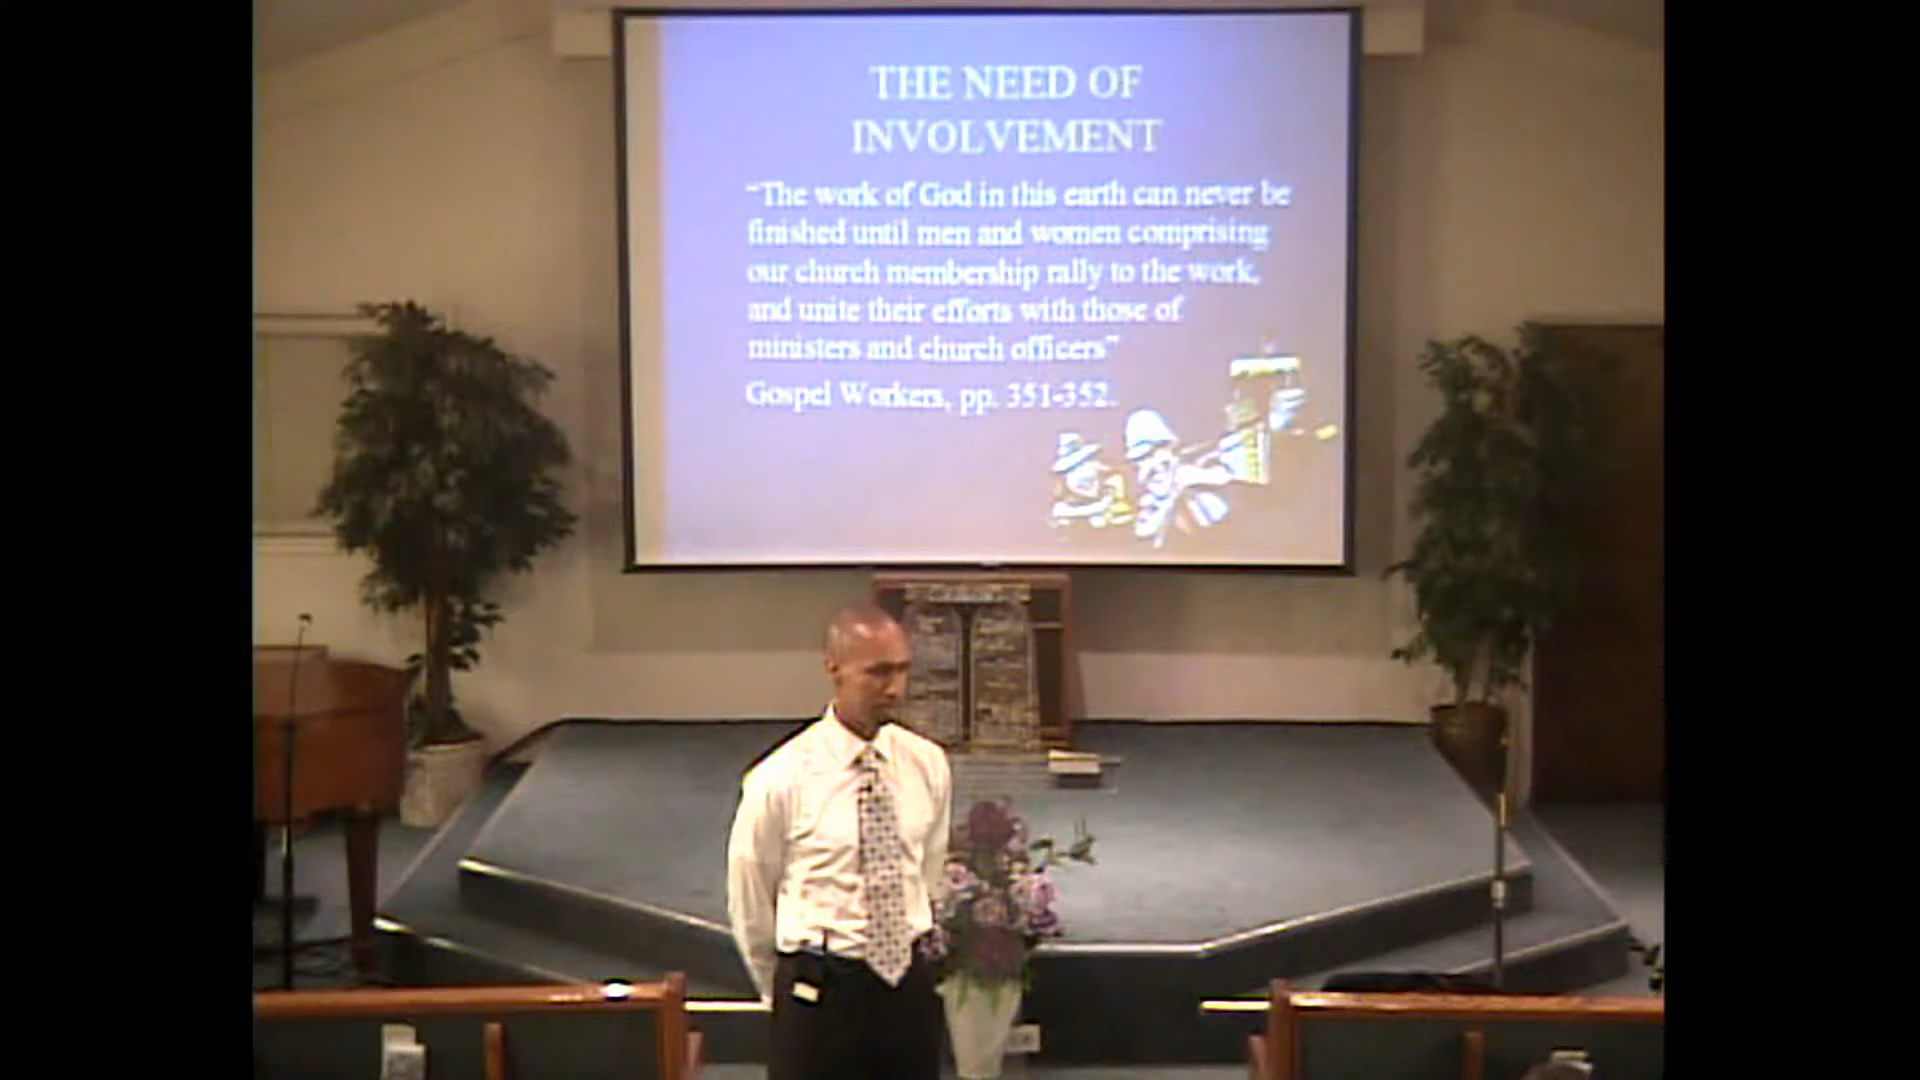 THE NEED OF
INVOLVEMENT
“The work of God in this earth can never be
finished until men and women comprising
our church membership rally to the work,
and unite their efforts with those of
ministers and church officers”
Gospel Workers, pp. 351-352.